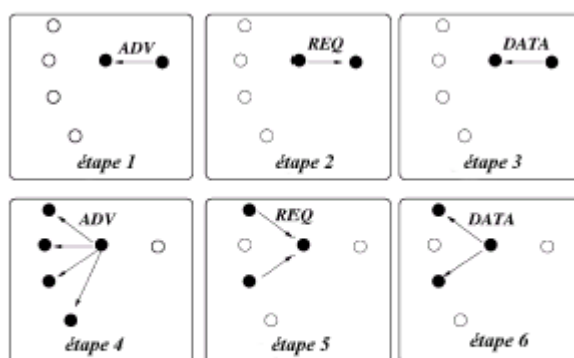 ADV
étape 1
REQ
étape 2
DATA
étape 3
ADV
étape 4
REQ
étape 5
DATA
étape 6